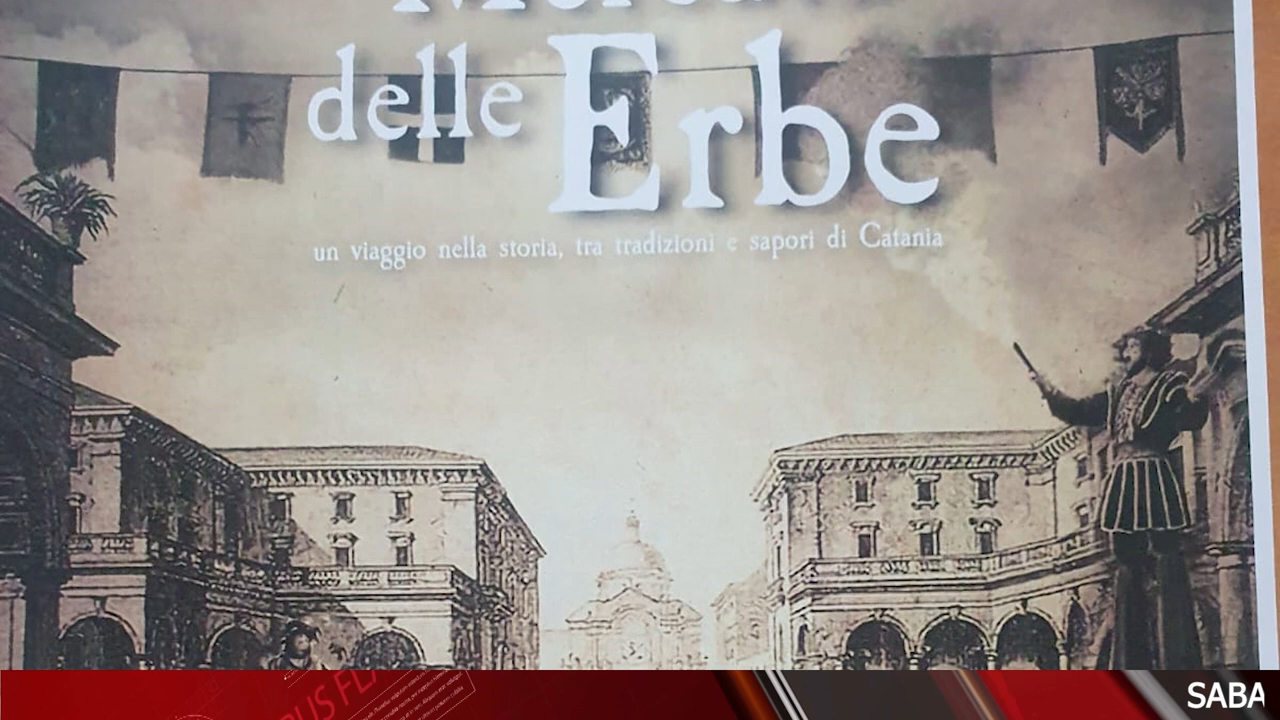 delle Erbe
un viaggio nella storia, tra tradizioni e sapori di Catania
SABA